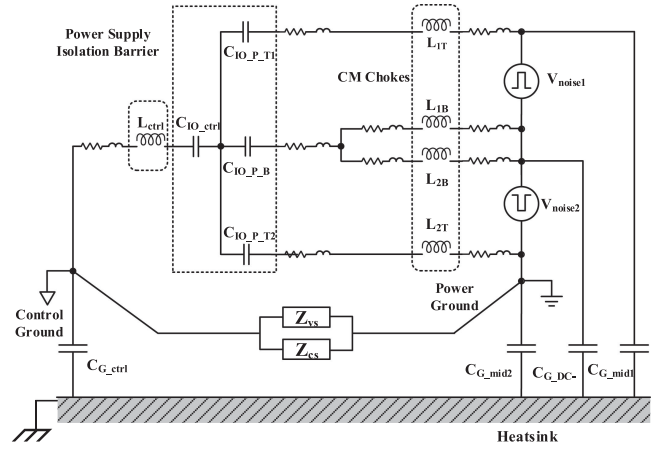 Power Supply
Isolation Barrier
C_IO_P_T1
L_1T
CM Chokes
V_noise1
L_ctrl
C_IO_ctrl
L_1B
C_IO_P_B
L_2B
V_noise2
C_IO_P_T2
L_2T
Control
Ground
Power
Ground
Z_vs
Z_cs
C_G_ctrl
C_G_mid2
C_G_DC-
C_G_mid1
Heatsink